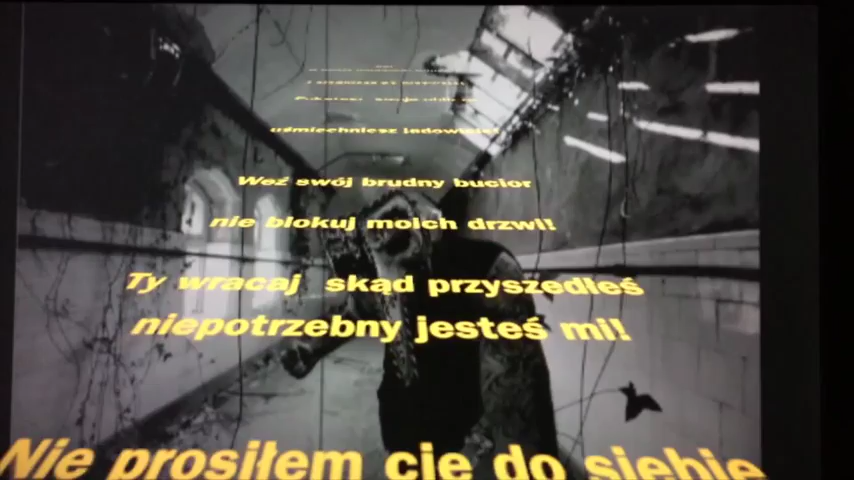 uśmiechniesz jadowicie!
Weź swój brudny bucior
nie blokuj moich drzwi!
Ty wracaj skąd przyszedłeś
niepotrzebny jesteś mi!
Nie prosiłem cię do siebie